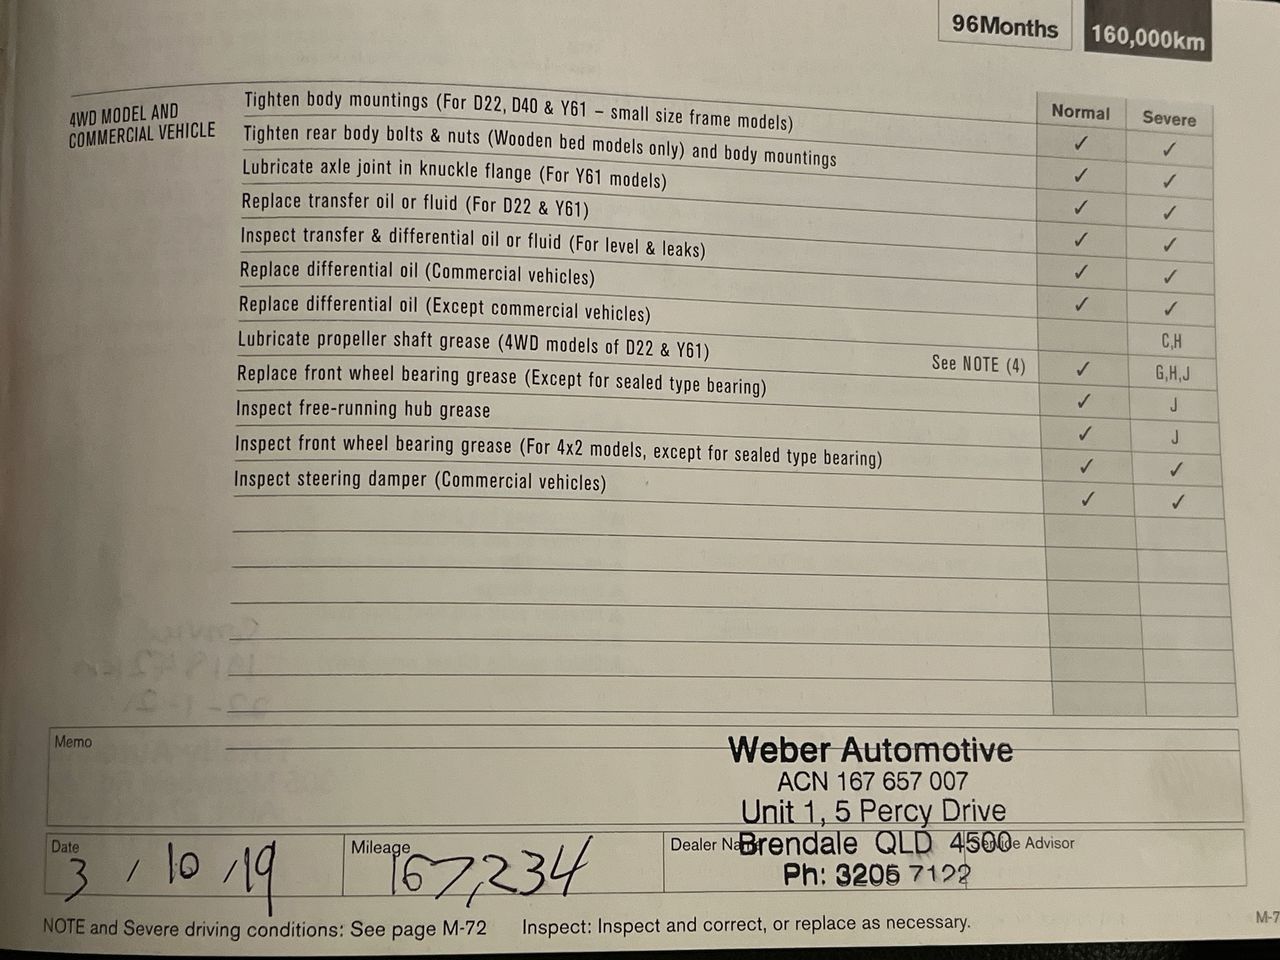 96Months 160,000km
4WD MODEL AND
COMMERCIAL VEHICLE
Normal Severe
Tighten body mountings (For D22, D40 & Y61 – small size frame models) ✓ ✓
Tighten rear body bolts & nuts (Wooden bed models only) and body mountings ✓ ✓
Lubricate axle joint in knuckle flange (For Y61 models) ✓ ✓
Replace transfer oil or fluid (For D22 & Y61) ✓ ✓
Inspect transfer & differential oil or fluid (For level & leaks) ✓ ✓
Replace differential oil (Commercial vehicles) ✓ ✓
Replace differential oil (Except commercial vehicles) C,H
Lubricate propeller shaft grease (4WD models of D22 & Y61) See NOTE (4) ✓ G,H,J
Replace front wheel bearing grease (Except for sealed type bearing) ✓ J
Inspect free-running hub grease ✓ J
Inspect front wheel bearing grease (For 4x2 models, except for sealed type bearing) ✓ ✓
Inspect steering damper (Commercial vehicles) ✓ ✓
Memo
Weber Automotive
ACN 167 657 007
Unit 1, 5 Percy Drive
Brendale QLD 4500
Ph: 3205 7122
Date 3 / 10 / 19
Mileage 167,234
Dealer Advisor
NOTE and Severe driving conditions: See page M-72 Inspect: Inspect and correct, or replace as necessary.